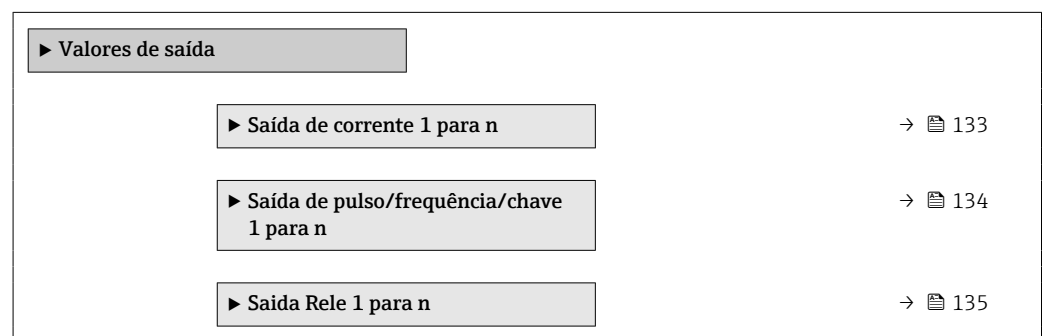 ▶ Valores de saída
▶ Saída de corrente 1 para n → 133
▶ Saída de pulso/frequência/chave → 134
1 para n
▶ Saida Rele 1 para n → 135